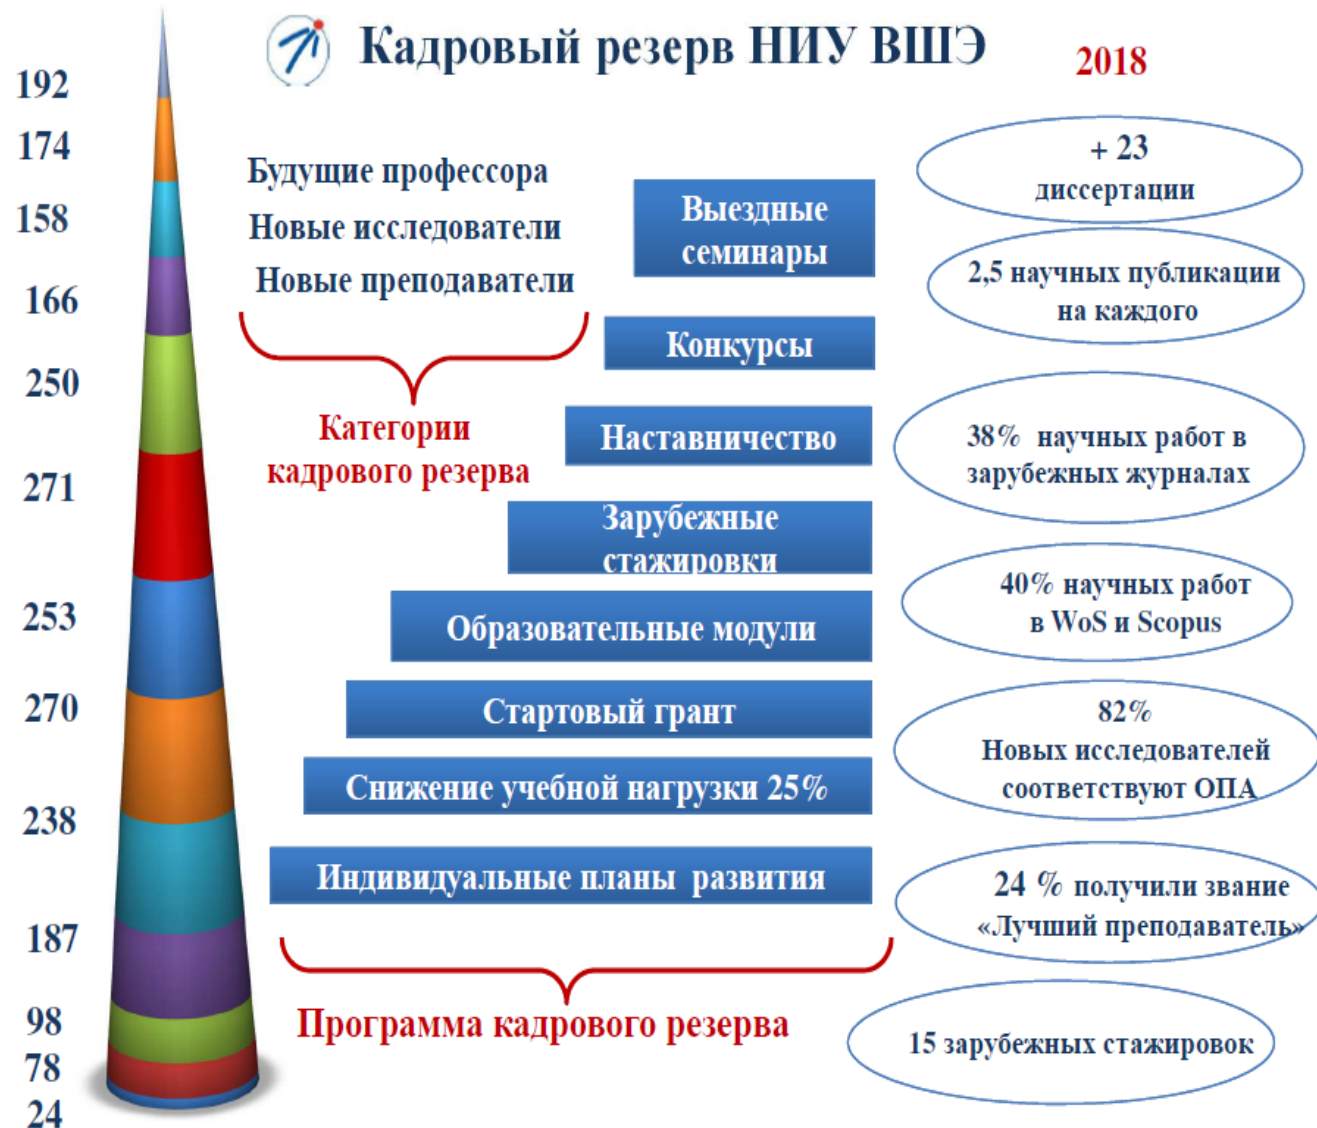 Кадровый резерв НИУ ВШЭ
2018
192
174
158
166
250
271
253
270
238
187
98
78
24
Будущие профессора
Новые исследователи
Новые преподаватели
Категории
кадрового резерва
Выездные
семинары
Конкурсы
Наставничество
Зарубежные
стажировки
Образовательные модули
Стартовый грант
Снижение учебной нагрузки 25%
Индивидуальные планы развития
Программа кадрового резерва
+ 23
диссертации
2,5 научных публикации
на каждого
38% научных работ в
зарубежных журналах
40% научных работ
в WoS и Scopus
82%
Новых исследователей
соответствуют ОПА
24 % получили звание
«Лучший преподаватель»
15 зарубежных стажировок